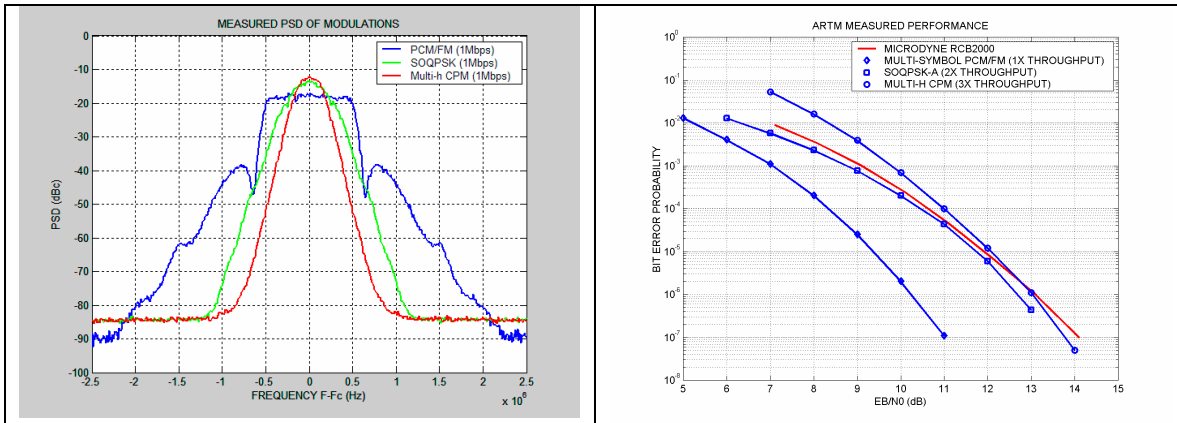 MEASURED PSD OF MODULATIONS
PCM/FM (1Mbps)
SOQPSK (1Mbps)
Multi-h CPM (1Mbps)
PSD (dBc)
0
-10
-20
-30
-40
-50
-60
-70
-80
-90
-100
-2.5 -2 -1.5 -1 -0.5 0 0.5 1 1.5 2 2.5
FREQUENCY F-Fc (Hz)
x 10^6
ARTM MEASURED PERFORMANCE
MICRODYNE RCB2000
MULTI-SYMBOL PCM/FM (1X THROUGHPUT)
SOQPSK-A (2X THROUGHPUT)
MULTI-H CPM (3X THROUGHPUT)
BIT ERROR PROBABILITY
10^0
10^-1
10^-2
10^-3
10^-4
10^-5
10^-6
10^-7
10^-8
5 6 7 8 9 10 11 12 13 14 15
EB/N0 (dB)